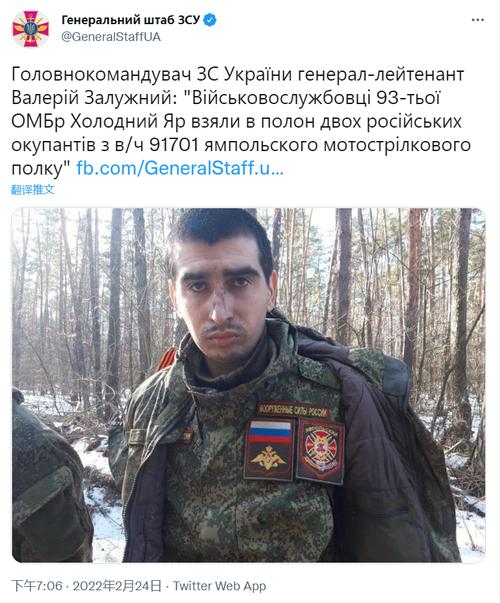 Генеральний штаб ЗСУ
@GeneralStaffUA
Головнокомандувач ЗС України генерал-лейтенант
Валерій Залужний: "Військовослужбовці 93-тьої
ОМБр Холодний Яр взяли в полон двох російських
окупантів з в/ч 91701 ямпольського мотострілкового
полку" fb.com/GeneralStaff.u...
翻译推文
ВООРУЖЕННЫЕ СИЛЫ РОССИИ
下午7:06 · 2022年2月24日 · Twitter Web App